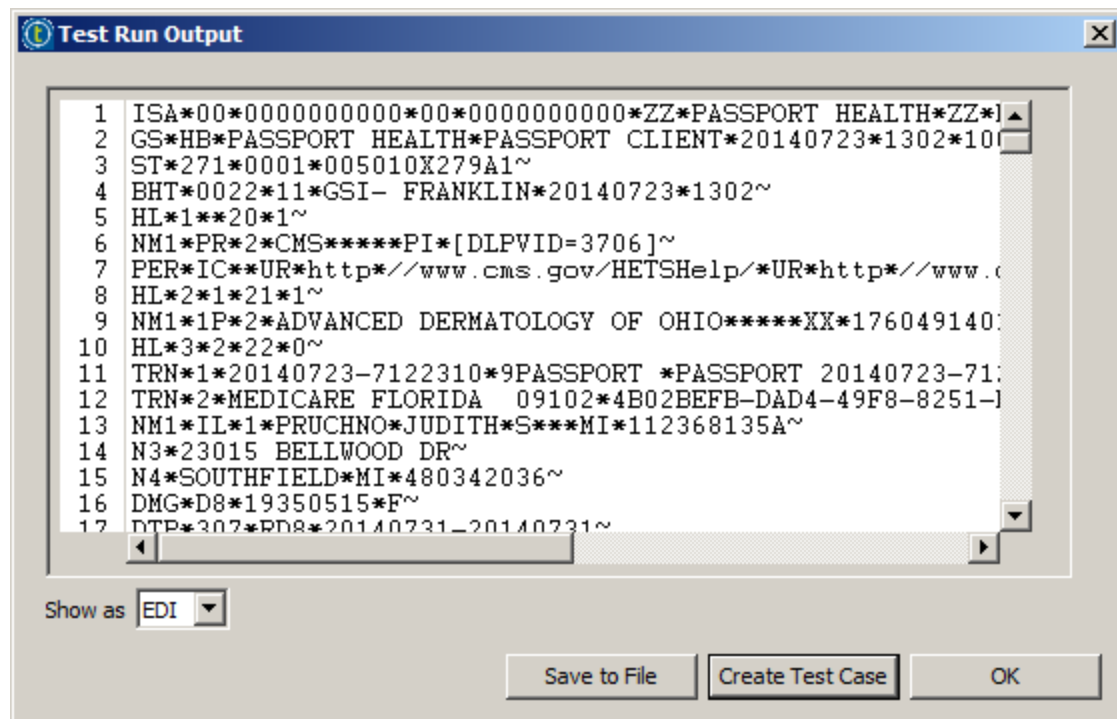 Test Run Output
1 ISA*00*0000000000*00*0000000000*ZZ*PASSPORT HEALTH*ZZ*
2 GS*HB*PASSPORT HEALTH*PASSPORT CLIENT*20140723*1302*10
3 ST*271*0001*005010X279A1~
4 BHT*0022*11*GSI- FRANKLIN*20140723*1302~
5 HL*1**20*1~
6 NM1*PR*2*CMS*****PI*[DLPVID=3706]~
7 PER*IC**UR*http*//www.cms.gov/HETSHelp/*UR*http*//www.
8 HL*2*1*21*1~
9 NM1*1P*2*ADVANCED DERMATOLOGY OF OHIO*****XX*176049140
10 HL*3*2*22*0~
11 TRN*1*20140723-7122310*9PASSPORT *PASSPORT 20140723-71
12 TRN*2*MEDICARE FLORIDA  09102*4B02BEFB-DAD4-49F8-8251-
13 NM1*IL*1*PRUCHNO*JUDITH*S***MI*112368135A~
14 N3*23015 BELLWOOD DR~
15 N4*SOUTHFIELD*MI*480342036~
16 DMG*D8*19350515*F~
17 DTP*307*RD8*20140731-20140731~
Show as EDI
Save to File Create Test Case OK